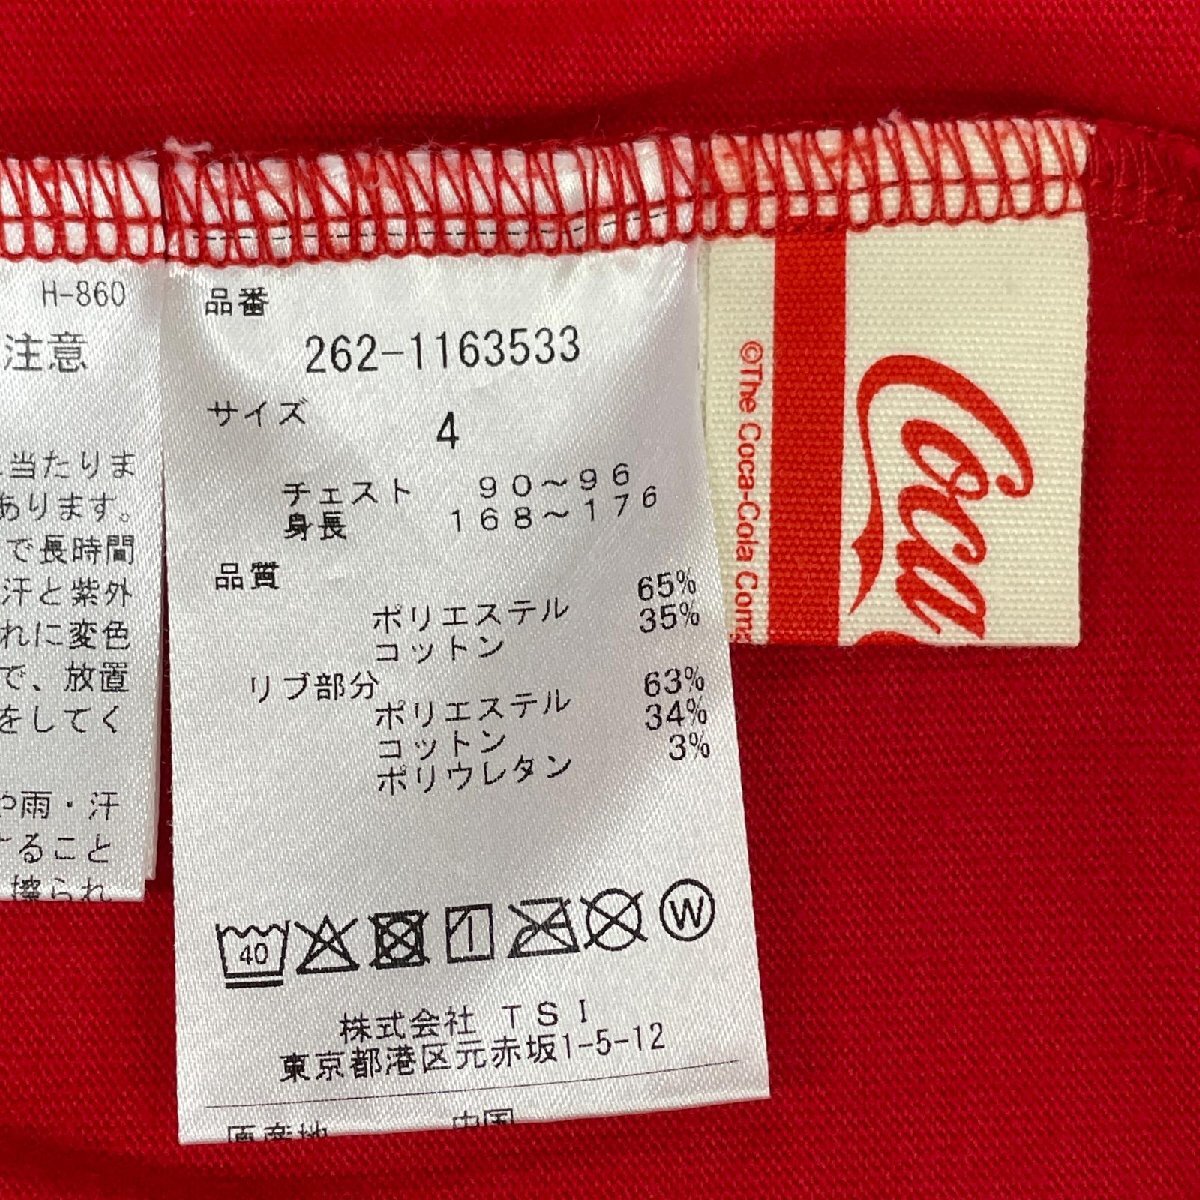 H-860
注意
当たりま
あります。
で長時間
汗と紫外
れに変色
で、放置
をしてく
や雨・汗
すること
擦られ
品番
262-1163533
サイズ
4
チェスト 90～96
身長 168～176
品質
ポリエステル 65%
コットン 35%
リブ部分
ポリエステル 63%
コットン 34%
ポリウレタン 3%
40
1
W
株式会社 TSI
東京都港区元赤坂1-5-12
原産地 中国
©The Coca-Cola Com
Coca